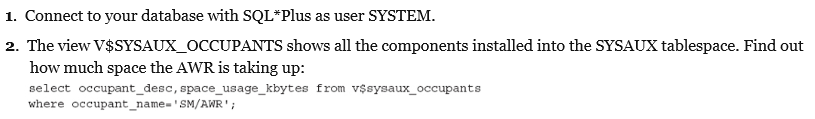 1. Connect to your database with SQL*Plus as user SYSTEM.
2. The view V$SYSAUX_OCCUPANTS shows all the components installed into the SYSAUX tablespace. Find out
how much space the AWR is taking up:
select occupant_desc,space_usage_kbytes from v$sysaux_occupants
where occupant_name='SM/AWR';